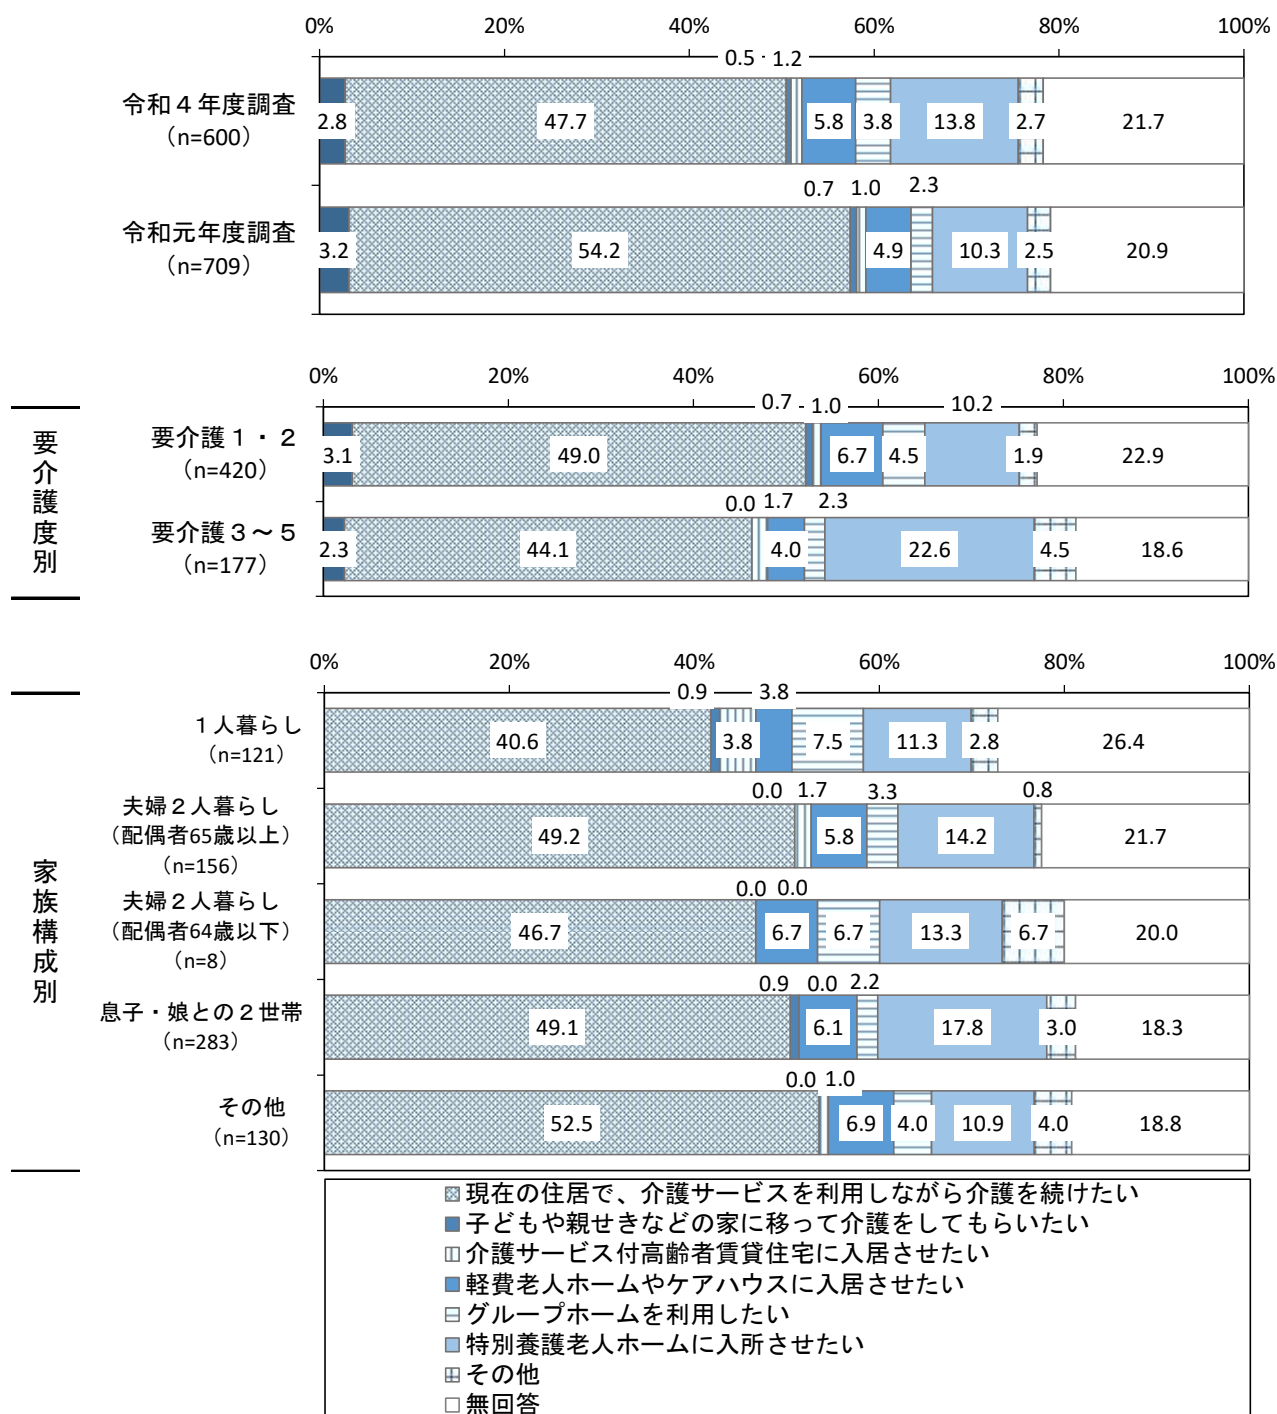 0% 20% 40% 60% 80% 100%
0.5 1.2
令和４年度調査
（n=600）
2.8 47.7 5.8 3.8 13.8 2.7 21.7
0.7 1.0 2.3
令和元年度調査
（n=709）
3.2 54.2 4.9 10.3 2.5 20.9
0% 20% 40% 60% 80% 100%
要介護度別
0.7 1.0 10.2
要介護１・２
（n=420）
3.1 49.0 6.7 4.5 1.9 22.9
0.0 1.7 2.3
要介護３～５
（n=177）
2.3 44.1 4.0 22.6 4.5 18.6
0% 20% 40% 60% 80% 100%
家族構成別
0.9 3.8
１人暮らし
（n=121）
40.6 3.8 7.5 11.3 2.8 26.4
0.0 1.7 3.3 0.8
夫婦２人暮らし
（配偶者65歳以上）
（n=156）
49.2 5.8 14.2 21.7
0.0 0.0
夫婦２人暮らし
（配偶者64歳以下）
（n=8）
46.7 6.7 6.7 13.3 6.7 20.0
0.9 0.0 2.2
息子・娘との２世帯
（n=283）
49.1 6.1 17.8 3.0 18.3
0.0 1.0
その他
（n=130）
52.5 6.9 4.0 10.9 4.0 18.8
現在の住居で、介護サービスを利用しながら介護を続けたい
子どもや親せきなどの家に移って介護をしてもらいたい
介護サービス付高齢者賃貸住宅に入居させたい
軽費老人ホームやケアハウスに入居させたい
グループホームを利用したい
特別養護老人ホームに入所させたい
その他
無回答